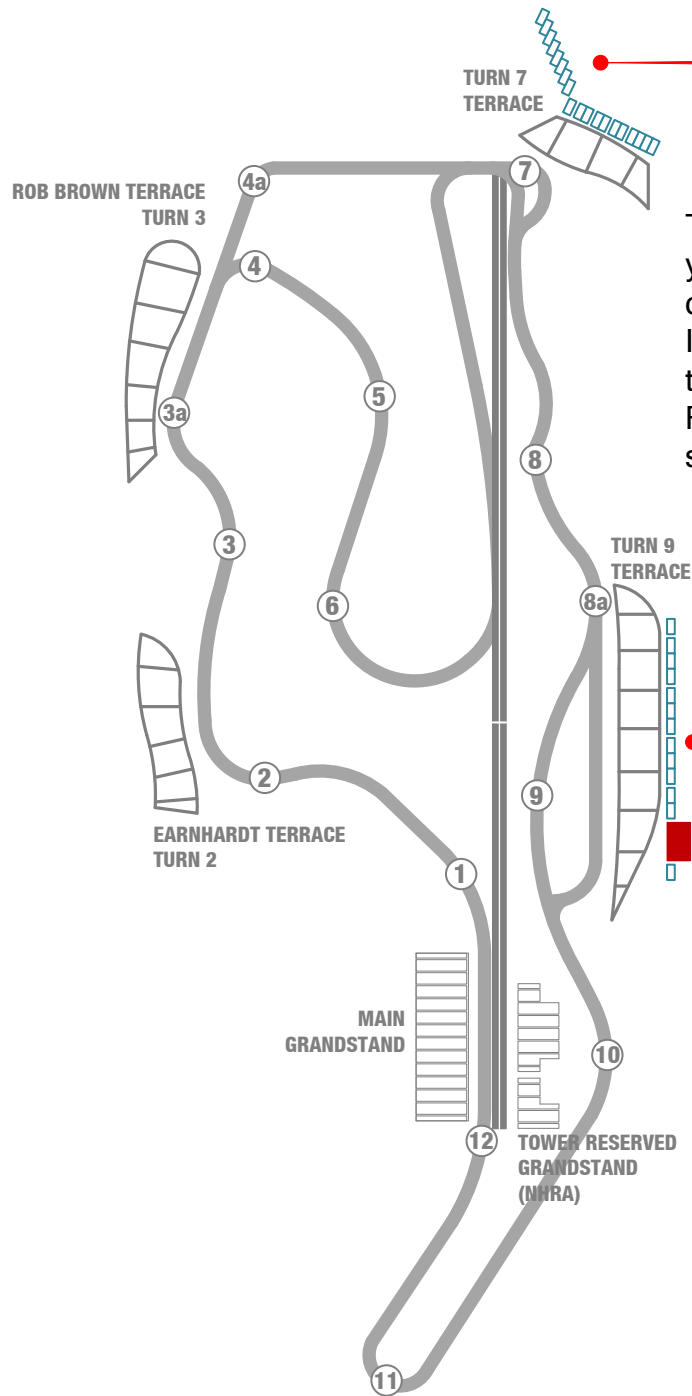 TURN 7
TERRACE
7
4a
ROB BROWN TERRACE
TURN 3
4
5
3a
8
3
TURN 9
TERRACE
8a
6
2
9
EARNHARDT TERRACE
TURN 2
1
MAIN
GRANDSTAND
10
12
TOWER RESERVED
GRANDSTAND
(NHRA)
11